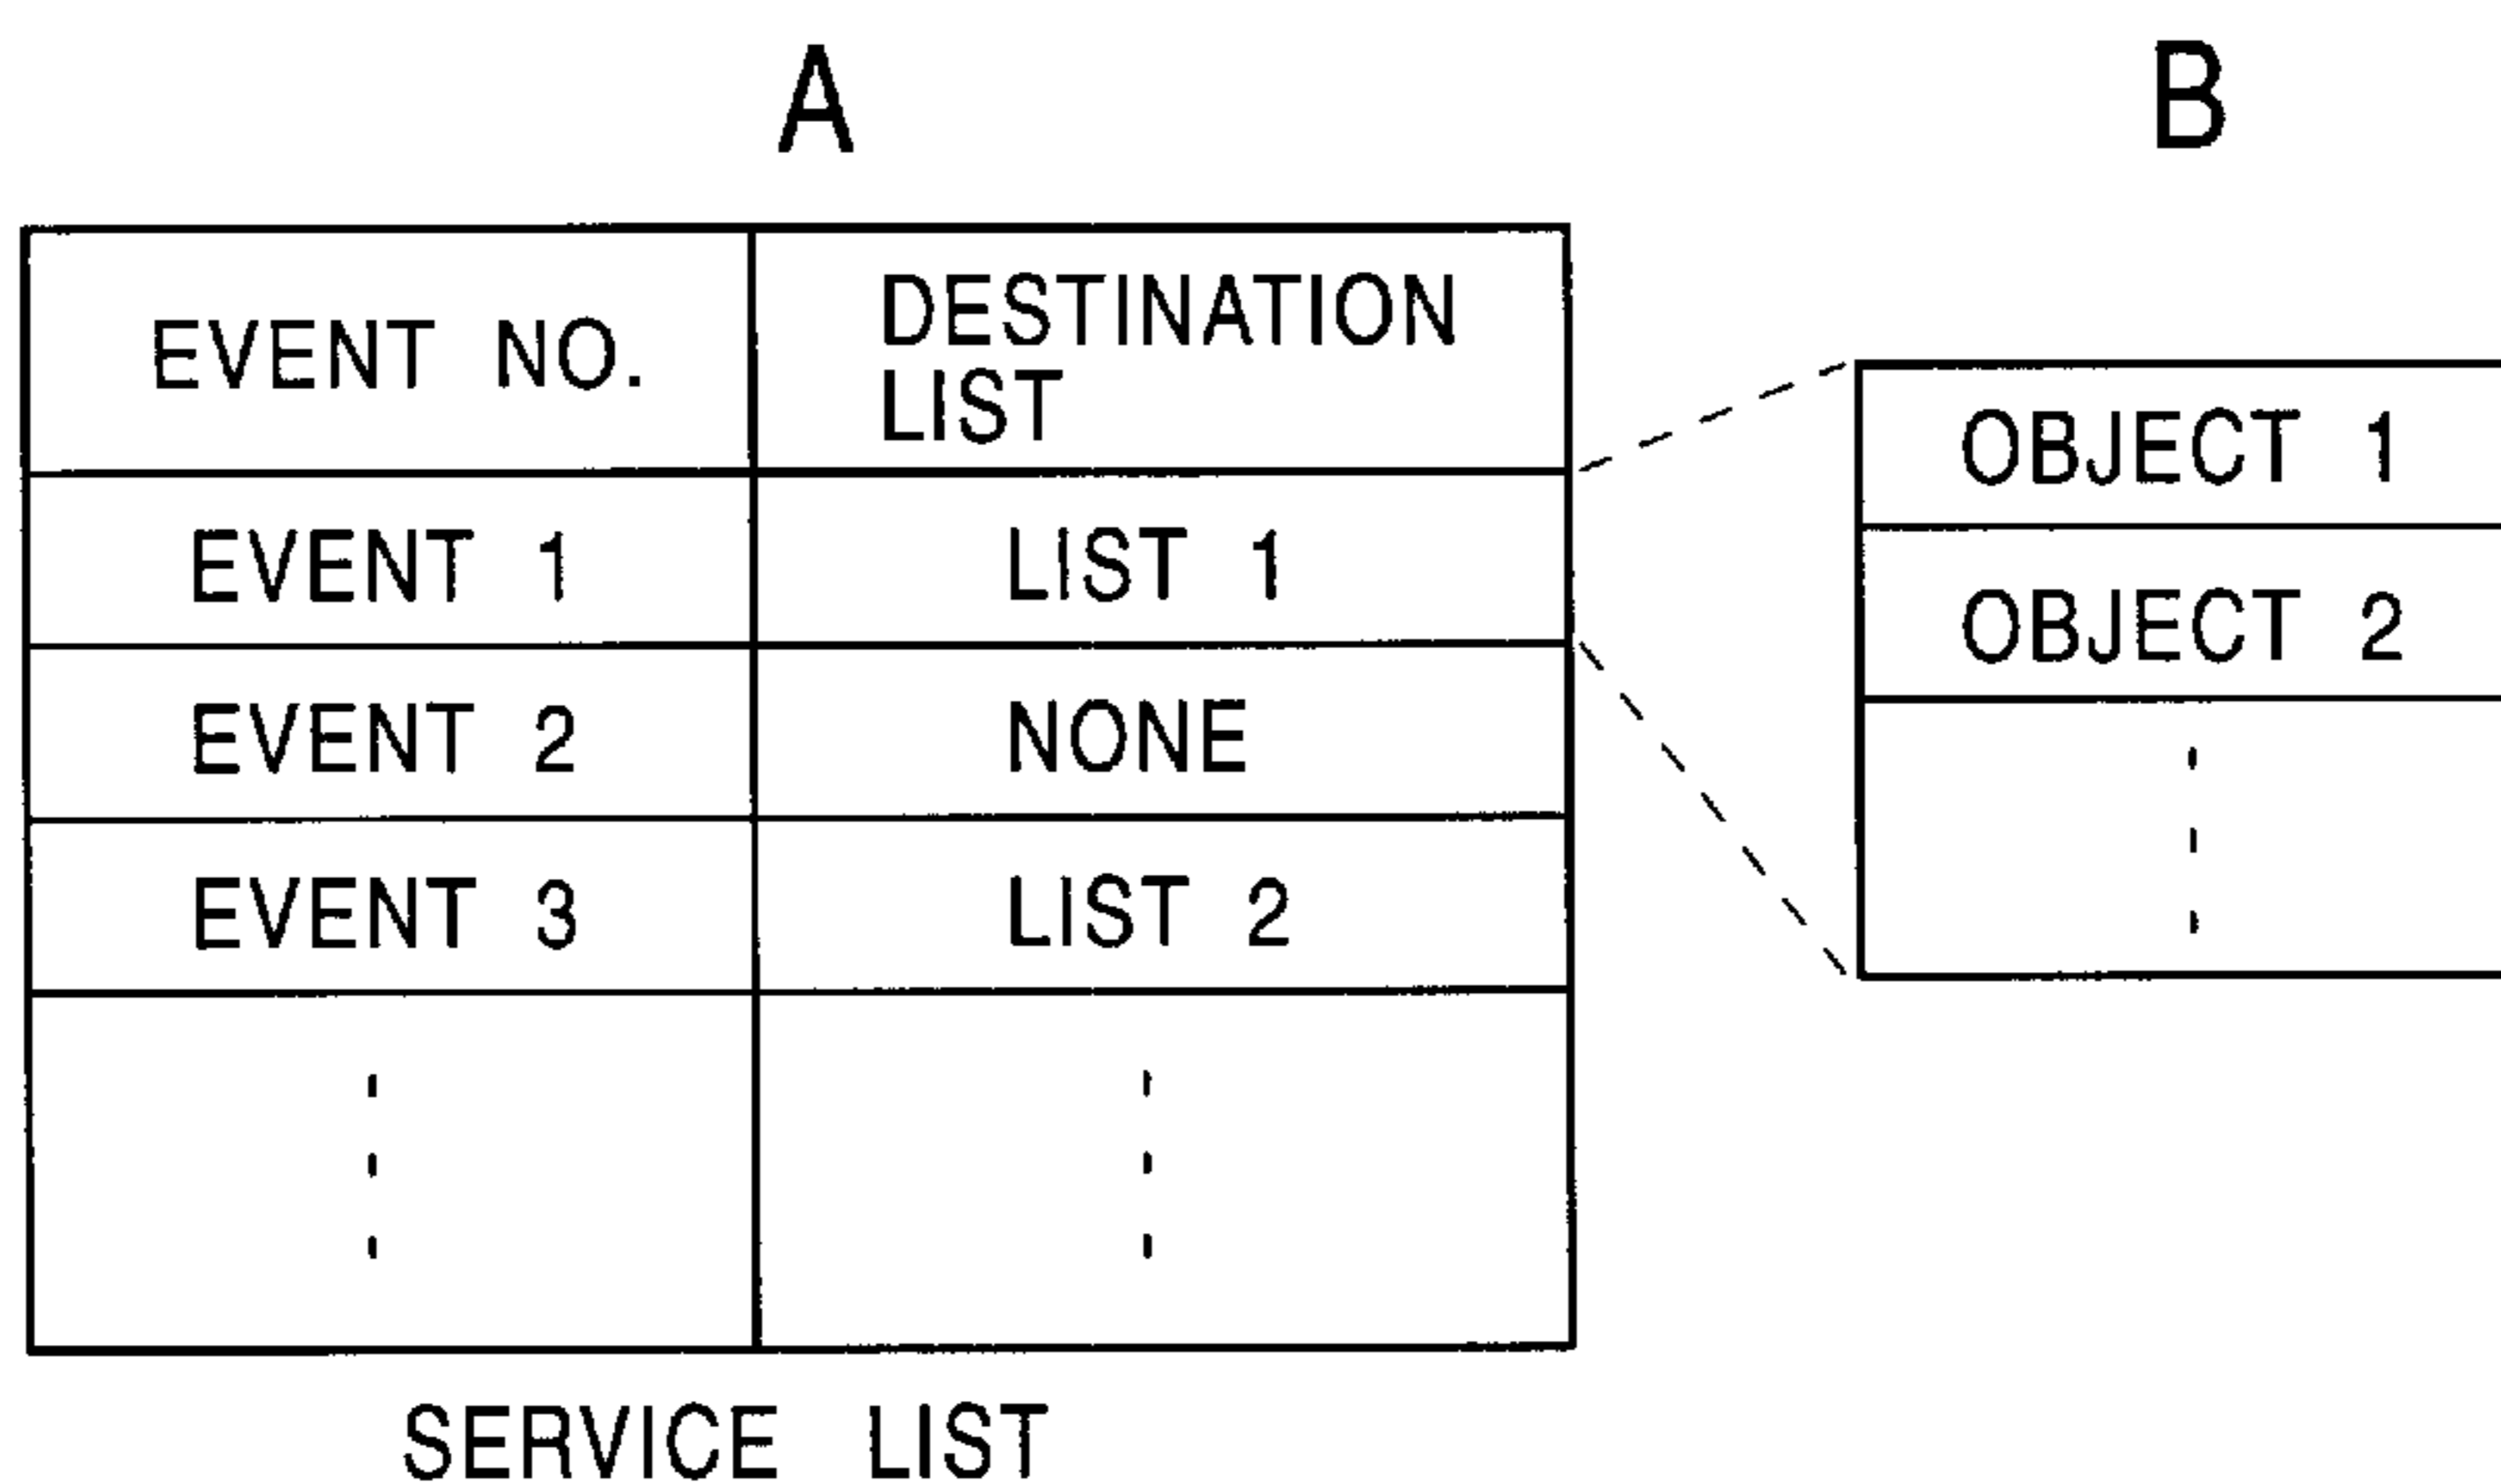 A
B
EVENT NO.
DESTINATION
LIST
EVENT 1
LIST 1
EVENT 2
NONE
EVENT 3
LIST 2
SERVICE LIST
OBJECT 1
OBJECT 2